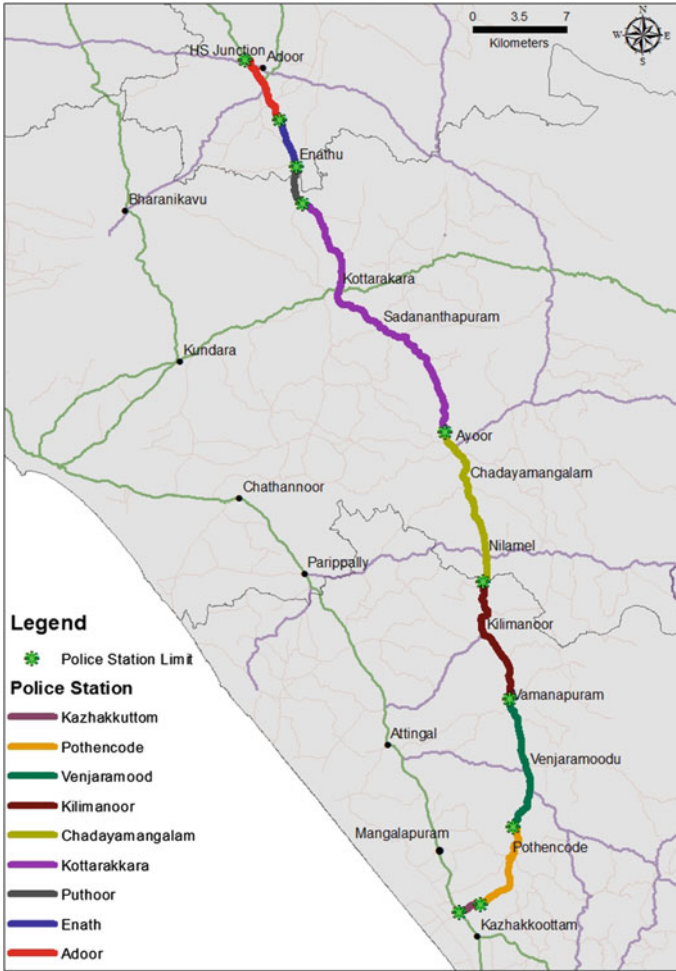 0 3.5 7
Kilometers
N
W E
S
HS Junction
Adoor
Enathu
Bharanikavu
Kottarakara
Sadananthapuram
Kundara
Ayoor
Chadayamangalam
Chathannoor
Nilamel
Parippally
Kilimanoor
Vamanapuram
Attingal
Venjaramoodu
Mangalapuram
Pothencode
Kazhakkoottam
Legend
Police Station Limit
Police Station
Kazhakkuttom
Pothencode
Venjaramood
Kilimanoor
Chadayamangalam
Kottarakkara
Puthoor
Enath
Adoor